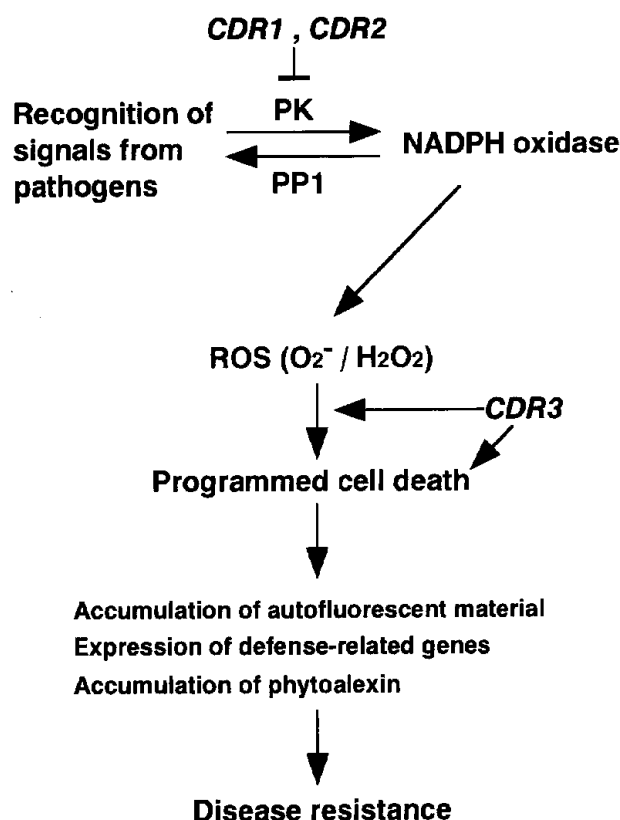 CDR1 , CDR2
Recognition of
signals from
pathogens
PK
PP1
NADPH oxidase
ROS (O2⁻ / H2O2)
CDR3
Programmed cell death
Accumulation of autofluorescent material
Expression of defense-related genes
Accumulation of phytoalexin
Disease resistance